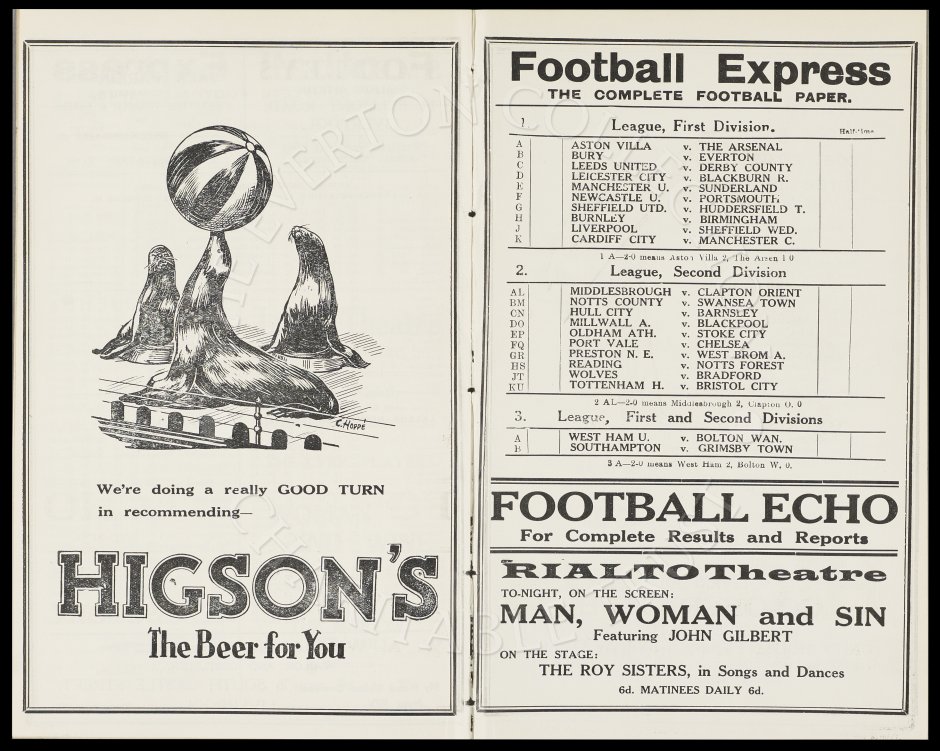 C. HOPPÉ
We're doing a really GOOD TURN
in recommending—
HIGSON'S
The Beer for You
Football Express
THE COMPLETE FOOTBALL PAPER.
1 League, First Division. Half-time
A ASTON VILLA v. THE ARSENAL
B BURY v. EVERTON
C LEEDS UNITED v. DERBY COUNTY
D LEICESTER CITY v. BLACKBURN R.
E MANCHESTER U. v. SUNDERLAND
F NEWCASTLE U. v. PORTSMOUTH
G SHEFFIELD UTD. v. HUDDERSFIELD T.
H BURNLEY v. BIRMINGHAM
J LIVERPOOL v. SHEFFIELD WED.
K CARDIFF CITY v. MANCHESTER C.
1 A—2-0 means Aston Villa 2, The Arsen l 0
2. League, Second Division
AL MIDDLESBROUGH v. CLAPTON ORIENT
BM NOTTS COUNTY v. SWANSEA TOWN
CN HULL CITY v. BARNSLEY
DO MILLWALL A. v. BLACKPOOL
EP OLDHAM ATH. v. STOKE CITY
FQ PORT VALE v. CHELSEA
GR PRESTON N. E. v. WEST BROM A.
HS READING v. NOTTS FOREST
JT WOLVES v. BRADFORD
KU TOTTENHAM H. v. BRISTOL CITY
2 AL—2-0 means Middlesbrough 2, Clapton O. 0
3. League, First and Second Divisions
A WEST HAM U. v. BOLTON WAN.
B SOUTHAMPTON v. GRIMSBY TOWN
3 A—2-0 means West Ham 2, Bolton W, 0.
FOOTBALL ECHO
For Complete Results and Reports
RIALTO Theatre
TO-NIGHT, ON THE SCREEN:
MAN, WOMAN and SIN
Featuring JOHN GILBERT
ON THE STAGE:
THE ROY SISTERS, in Songs and Dances
6d. MATINEES DAILY 6d.